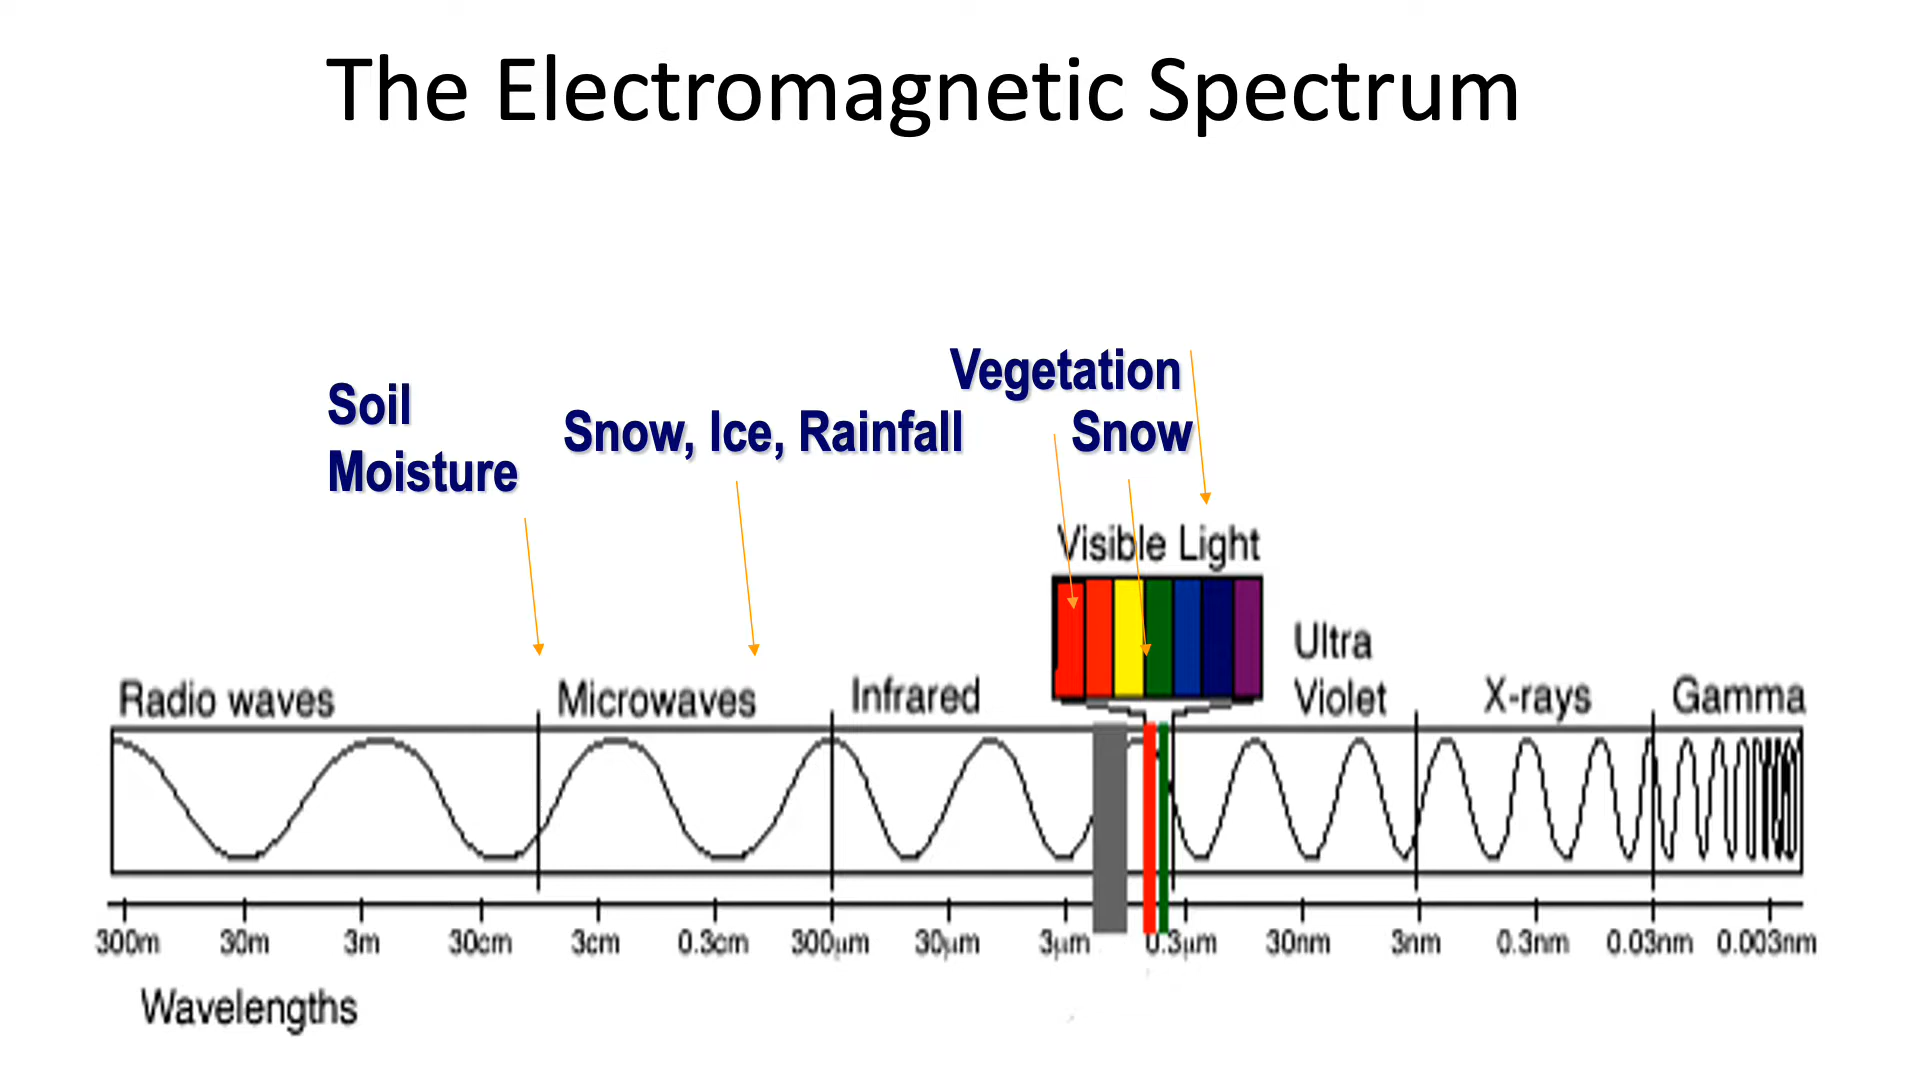 The Electromagnetic Spectrum
Vegetation
Soil
Moisture
Snow, Ice, Rainfall
Snow
Visible Light
Radio waves
Microwaves
Infrared
Ultra
Violet
X-rays
Gamma
300m 30m 3m 30cm 3cm 0.3cm 300µm 30µm 3µm 0.3µm 30nm 3nm 0.3nm 0.03nm 0.003nm
Wavelengths